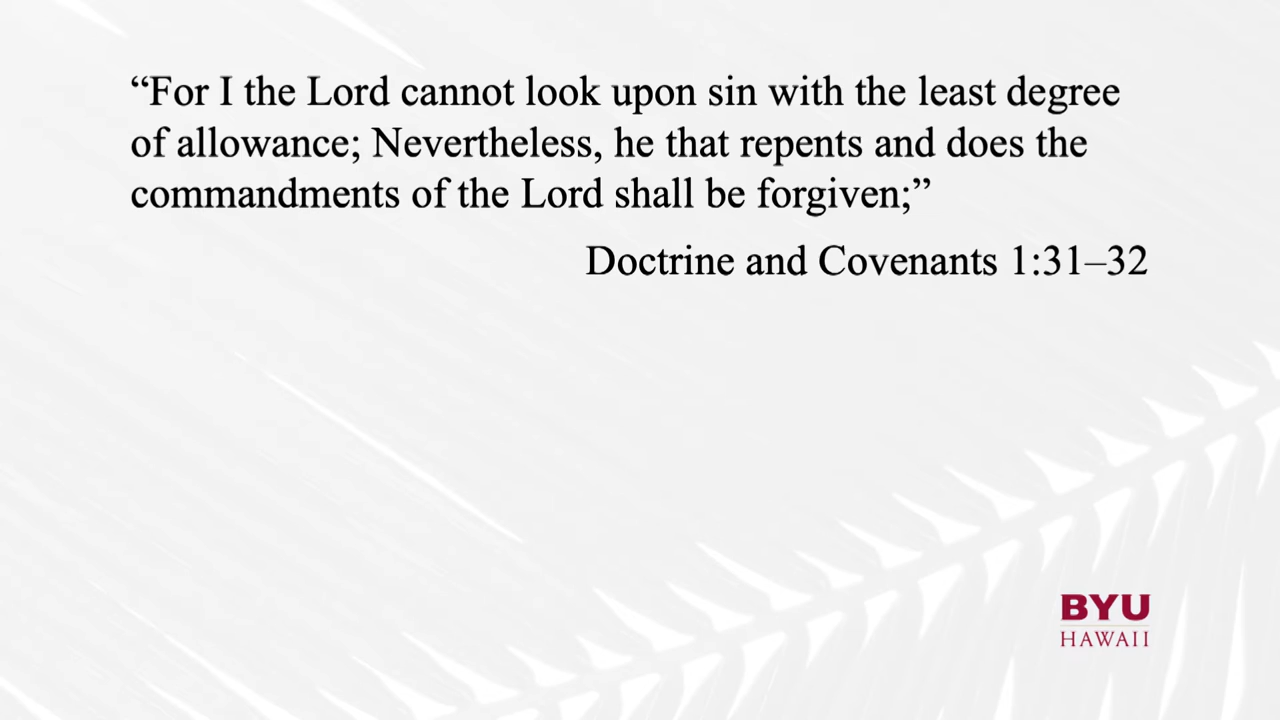 “For I the Lord cannot look upon sin with the least degree
of allowance; Nevertheless, he that repents and does the
commandments of the Lord shall be forgiven;”
Doctrine and Covenants 1:31–32
BYU
HAWAII